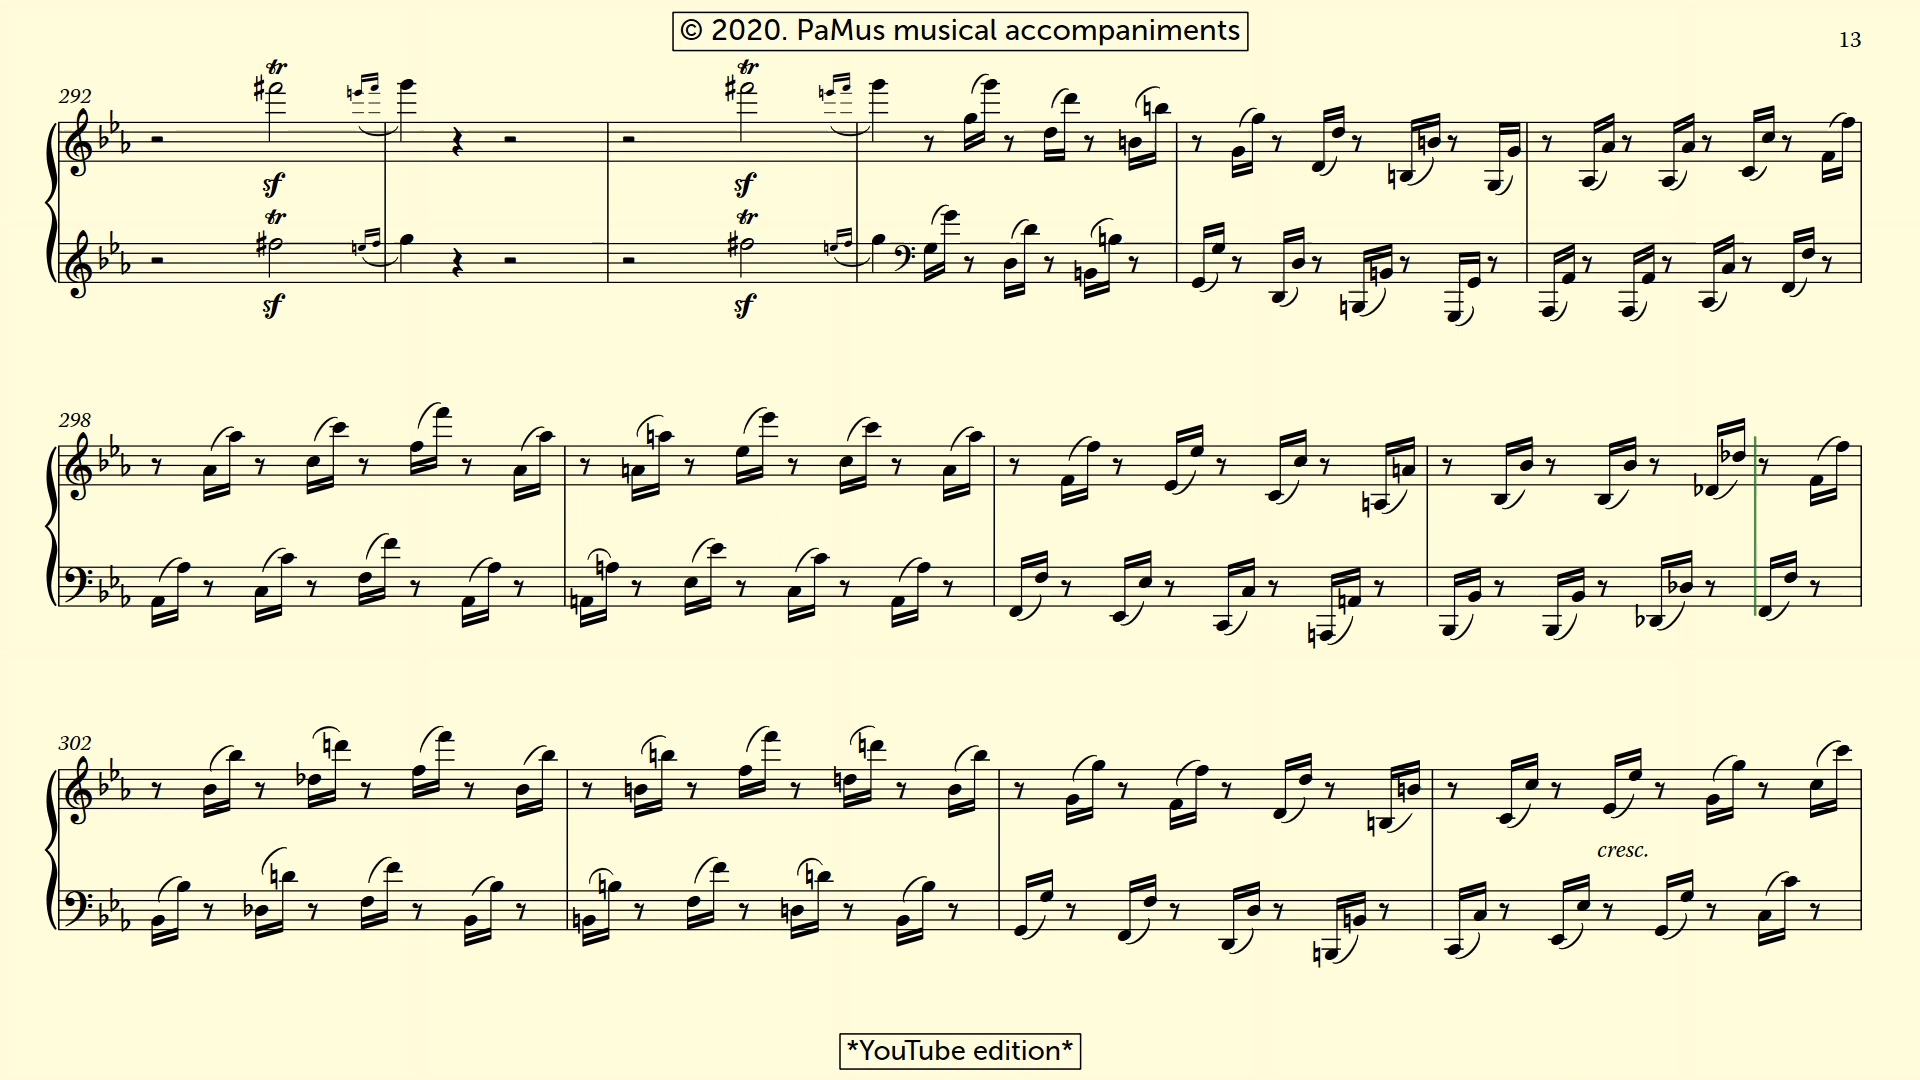 © 2020. PaMus musical accompaniments
13
292
tr tr
sf sf
tr tr
sf sf
298
302
cresc.
*YouTube edition*